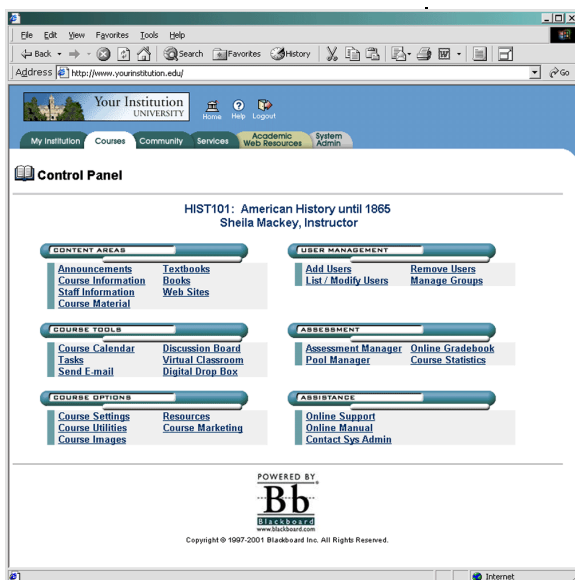 File Edit View Favorites Tools Help
Back Search Favorites History
Address http://www.yourinstitution.edu/ Go
Your Institution
UNIVERSITY
Home Help Logout
My Institution Courses Community Services Academic Web Resources System Admin
Control Panel
HIST101: American History until 1865
Sheila Mackey, Instructor
CONTENT AREAS
Announcements Textbooks
Course Information Books
Staff Information Web Sites
Course Material
USER MANAGEMENT
Add Users Remove Users
List / Modify Users Manage Groups
COURSE TOOLS
Course Calendar Discussion Board
Tasks Virtual Classroom
Send E-mail Digital Drop Box
ASSESSMENT
Assessment Manager Online Gradebook
Pool Manager Course Statistics
COURSE OPTIONS
Course Settings Resources
Course Utilities Course Marketing
Course Images
ASSISTANCE
Online Support
Online Manual
Contact Sys Admin
POWERED BY
Bb
Blackboard
www.blackboard.com
Copyright © 1997-2001 Blackboard Inc. All Rights Reserved.
Internet